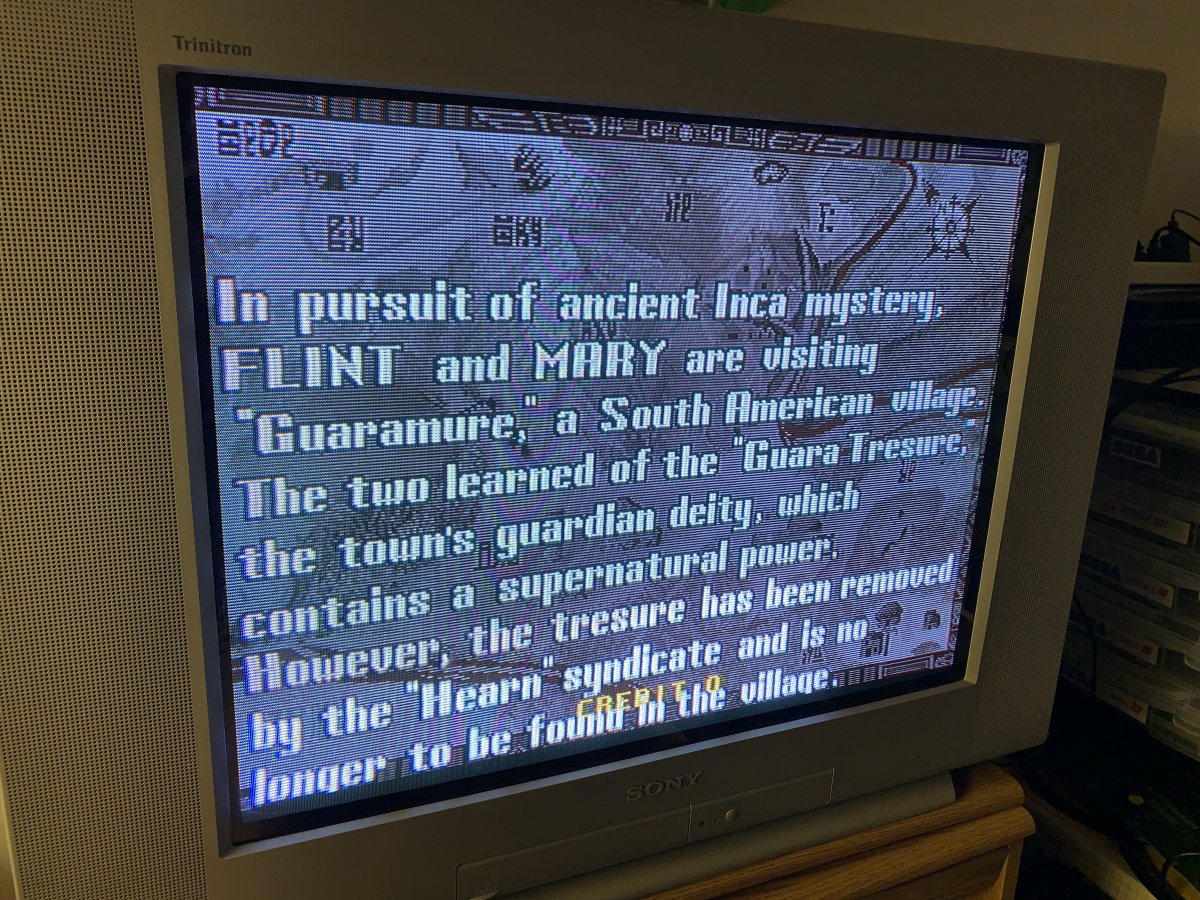 Trinitron
In pursuit of ancient Inca mystery,
FLINT and MARY are visiting
"Guaramure," a South American village.
The two learned of the "Guara Tresure,"
the town's guardian deity, which
contains a supernatural power.
However, the tresure has been removed
by the "Hearn" syndicate and is no
longer to be found in the village.
CREDIT 0
SONY
SEGA